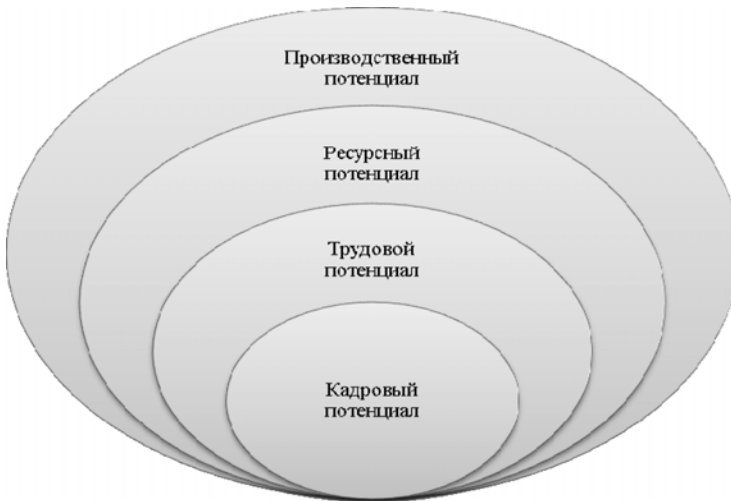 Производственный
потенциал
Ресурсный
потенциал
Трудовой
потенциал
Кадровый
потенциал